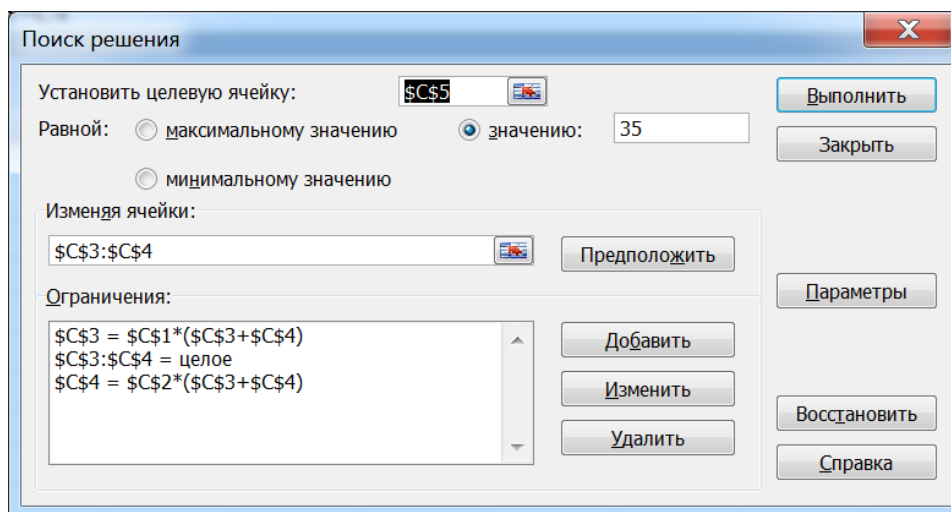 Поиск решения
Установить целевую ячейку: $C$5
Выполнить
Равной: максимальному значению значению: 35
Закрыть
минимальному значению
Изменяя ячейки:
$C$3:$C$4
Предположить
Ограничения:
Параметры
$C$3 = $C$1*($C$3+$C$4)
$C$3:$C$4 = целое
$C$4 = $C$2*($C$3+$C$4)
Добавить
Изменить
Удалить
Восстановить
Справка